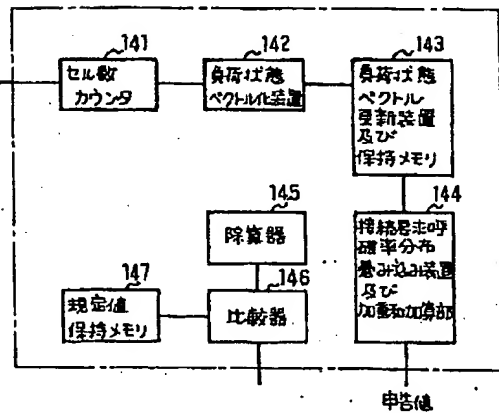 141
セル数
カウンタ
142
負荷状態
ベクトル化装置
143
負荷状態
ベクトル
更新装置
及び
保持メモリ
144
接続要求呼
確率分布
畳み込み装置
及び
加重和加算部
145
除算器
146
比較器
147
規定値
保持メモリ
申告値